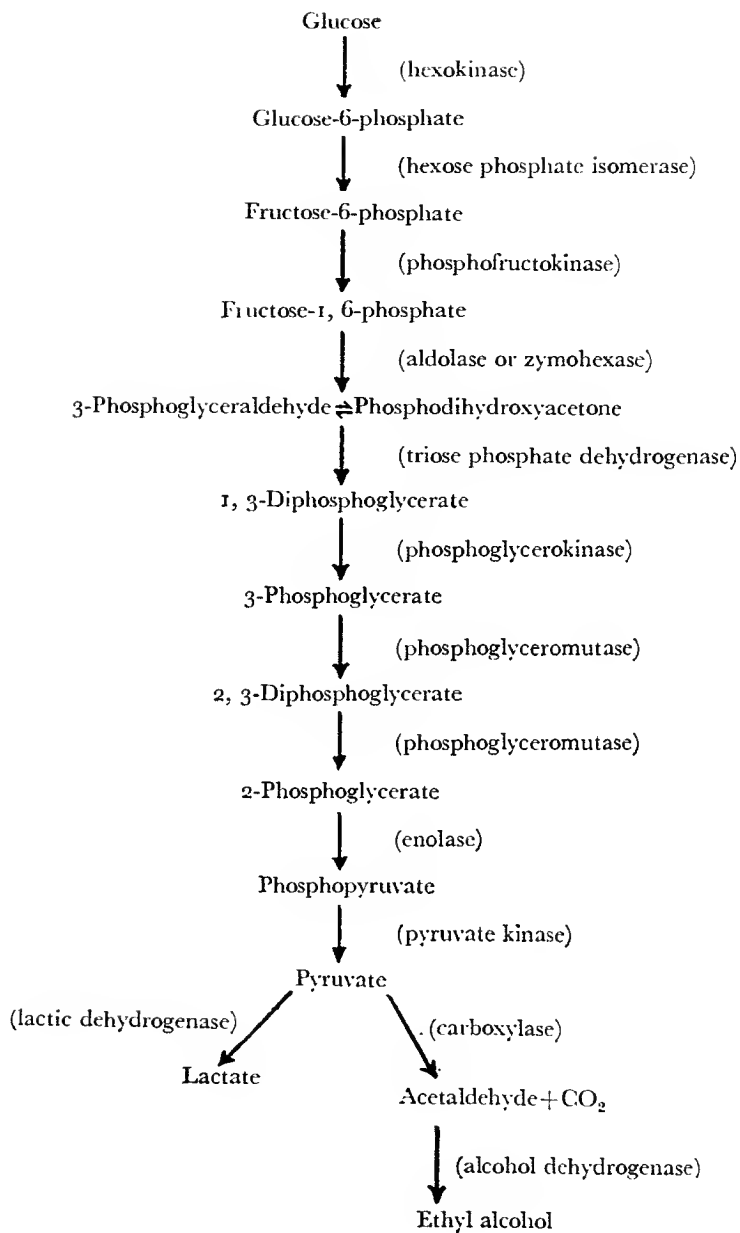 Glucose
(hexokinase)
Glucose-6-phosphate
(hexose phosphate isomerase)
Fructose-6-phosphate
(phosphofructokinase)
Fructose-1, 6-phosphate
(aldolase or zymohexase)
3-Phosphoglyceraldehyde ⇌ Phosphodihydroxyacetone
(triose phosphate dehydrogenase)
1, 3-Diphosphoglycerate
(phosphoglycerokinase)
3-Phosphoglycerate
(phosphoglyceromutase)
2, 3-Diphosphoglycerate
(phosphoglyceromutase)
2-Phosphoglycerate
(enolase)
Phosphopyruvate
(pyruvate kinase)
Pyruvate
(lactic dehydrogenase) (carboxylase)
Lactate
Acetaldehyde+CO₂
(alcohol dehydrogenase)
Ethyl alcohol